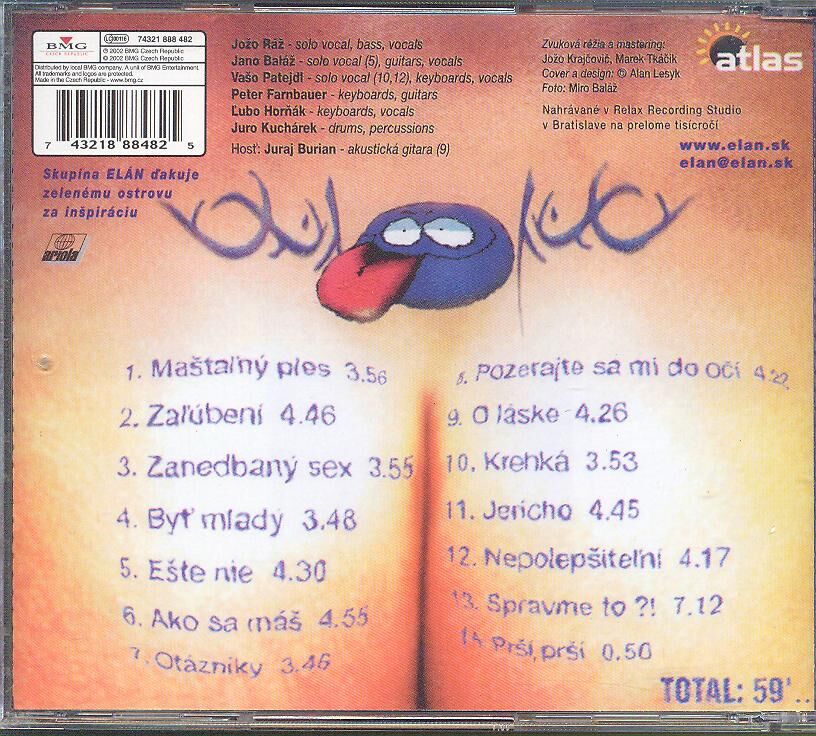 BMG
CZECH REPUBLIC
LC00116
74321 888 482
℗ 2002 BMG Czech Republic
© 2002 BMG Czech Republic
Distributed by local BMG company. A unit of BMG Entertainment.
All trademarks and logos are protected.
Made in the Czech Republic - www.bmg.cz
7 43218 88482 5
Jožo Ráž - solo vocal, bass, vocals
Jano Baláž - solo vocal (5), guitars, vocals
Vašo Patejdl - solo vocal (10,12), keyboards, vocals
Peter Farnbauer - keyboards, guitars
Ľubo Horňák - keyboards, vocals
Juro Kuchárek - drums, percussions
Hosť: Juraj Burian - akustická gitara (9)
Zvuková réžia a mastering:
Jožo Krajčovič, Marek Tkáčik
Cover a design: © Alan Lesyk
Foto: Miro Baláž
Nahrávané v Relax Recording Studio
v Bratislave na prelome tisícročí
www.elan.sk
elan@elan.sk
atlas
Skupina ELÁN ďakuje
zelenému ostrovu
za inšpiráciu
ariola
1. Maštaľný ples 3.56
2. Zaľúbení 4.46
3. Zanedbaný sex 3.55
4. Byť mladý 3.48
5. Ešte nie 4.30
6. Ako sa máš 4.55
7. Otázniky 3.46
8. Pozerajte sa mi do očí 4.22
9. O láske 4.26
10. Krehká 3.53
11. Jericho 4.45
12. Nepolepšiteľní 4.17
13. Spravme to ?! 7.12
14. Prší, prší 0.50
TOTAL: 59'..